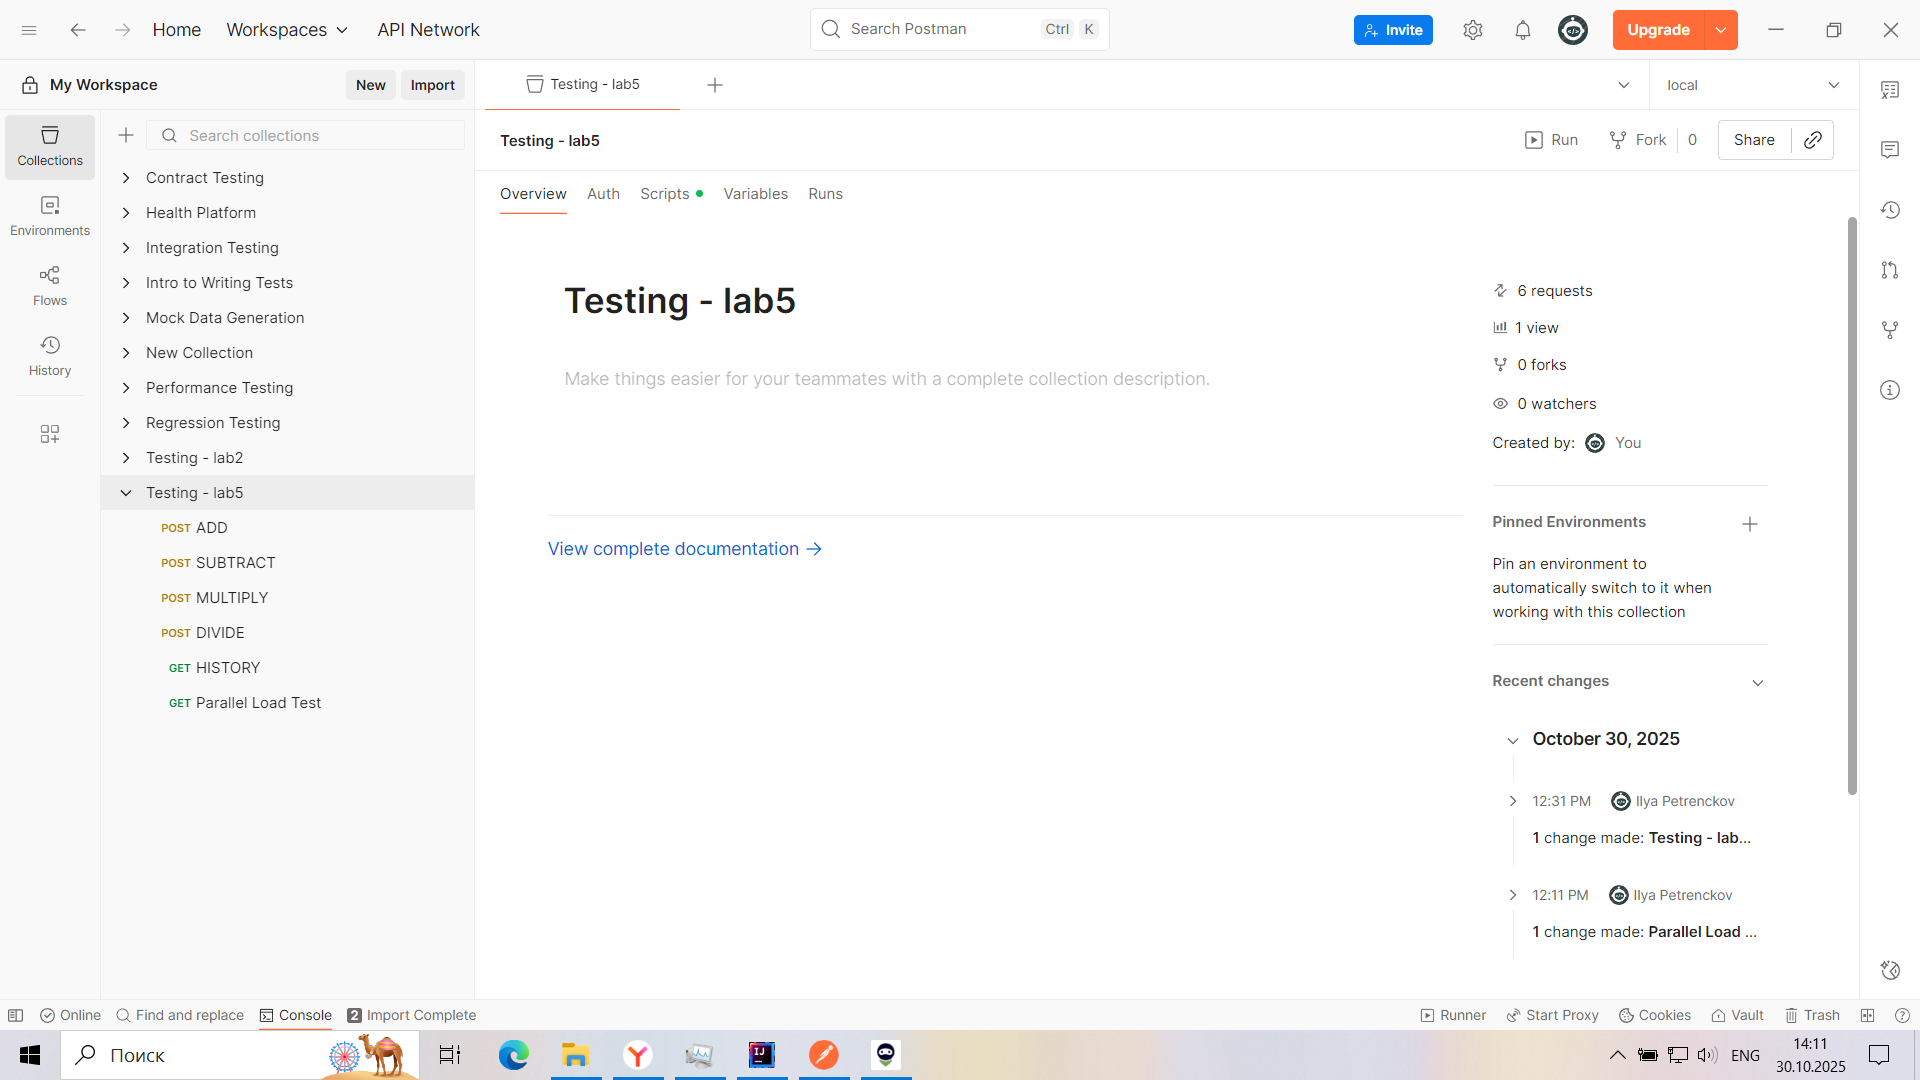 Home
Workspaces
API Network
Search Postman
Ctrl
K
Invite
Upgrade
My Workspace
New
Import
Testing - lab5
local
Collections
Environments
Flows
History
Search collections
Contract Testing
Health Platform
Integration Testing
Intro to Writing Tests
Mock Data Generation
New Collection
Performance Testing
Regression Testing
Testing - lab2
Testing - lab5
POST ADD
POST SUBTRACT
POST MULTIPLY
POST DIVIDE
GET HISTORY
GET Parallel Load Test
Testing - lab5
Run
Fork
0
Share
Overview
Auth
Scripts
Variables
Runs
Testing - lab5
Make things easier for your teammates with a complete collection description.
View complete documentation →
6 requests
1 view
0 forks
0 watchers
Created by:
You
Pinned Environments
Pin an environment to
automatically switch to it when
working with this collection
Recent changes
October 30, 2025
12:31 PM
Ilya Petrenckov
1 change made: Testing - lab...
12:11 PM
Ilya Petrenckov
1 change made: Parallel Load ...
Online
Find and replace
Console
2
Import Complete
Runner
Start Proxy
Cookies
Vault
Trash
Поиск
IJ
ENG
14:11
30.10.2025